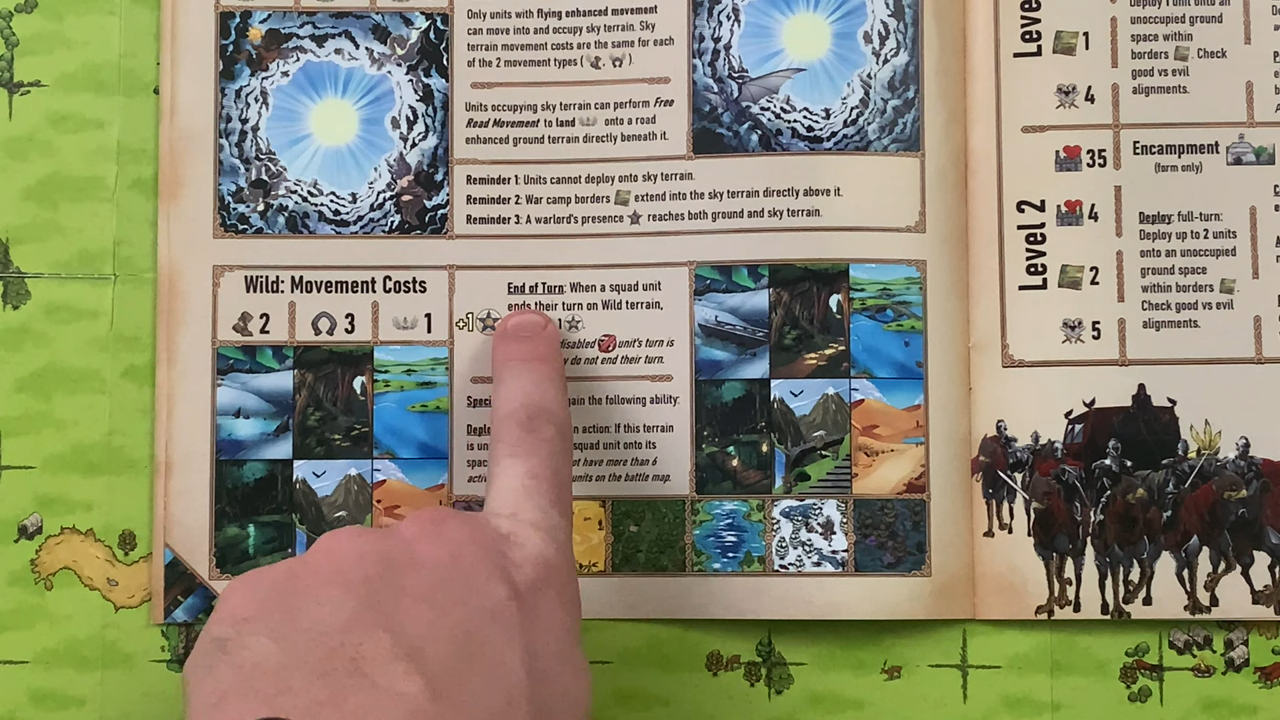 Only units with flying enhanced movement
can move into and occupy sky terrain. Sky
terrain movement costs are the same for each
of the 2 movement types ( , ).
Units occupying sky terrain can perform Free
Road Movement to land onto a road
enhanced ground terrain directly beneath it.
Reminder 1: Units cannot deploy onto sky terrain.
Reminder 2: War camp borders extend into the sky terrain directly above it.
Reminder 3: A warlord's presence reaches both ground and sky terrain.
Wild: Movement Costs
2 3 1
End of Turn: When a squad unit
ends their turn on Wild terrain,
+1 1
disabled unit's turn is
do not end their turn.
gain the following ability:
action: If this terrain
is squad unit onto its
have more than 6
units on the battle map.
Level
1
4
Deploy 1 unit onto an
unoccupied ground
space within
borders . Check
good vs evil
alignments.
35
Encampment
(form only)
Level 2
4
2
5
Deploy: full-turn:
Deploy up to 2 units
onto an unoccupied
ground space
within borders .
Check good vs evil
alignments.